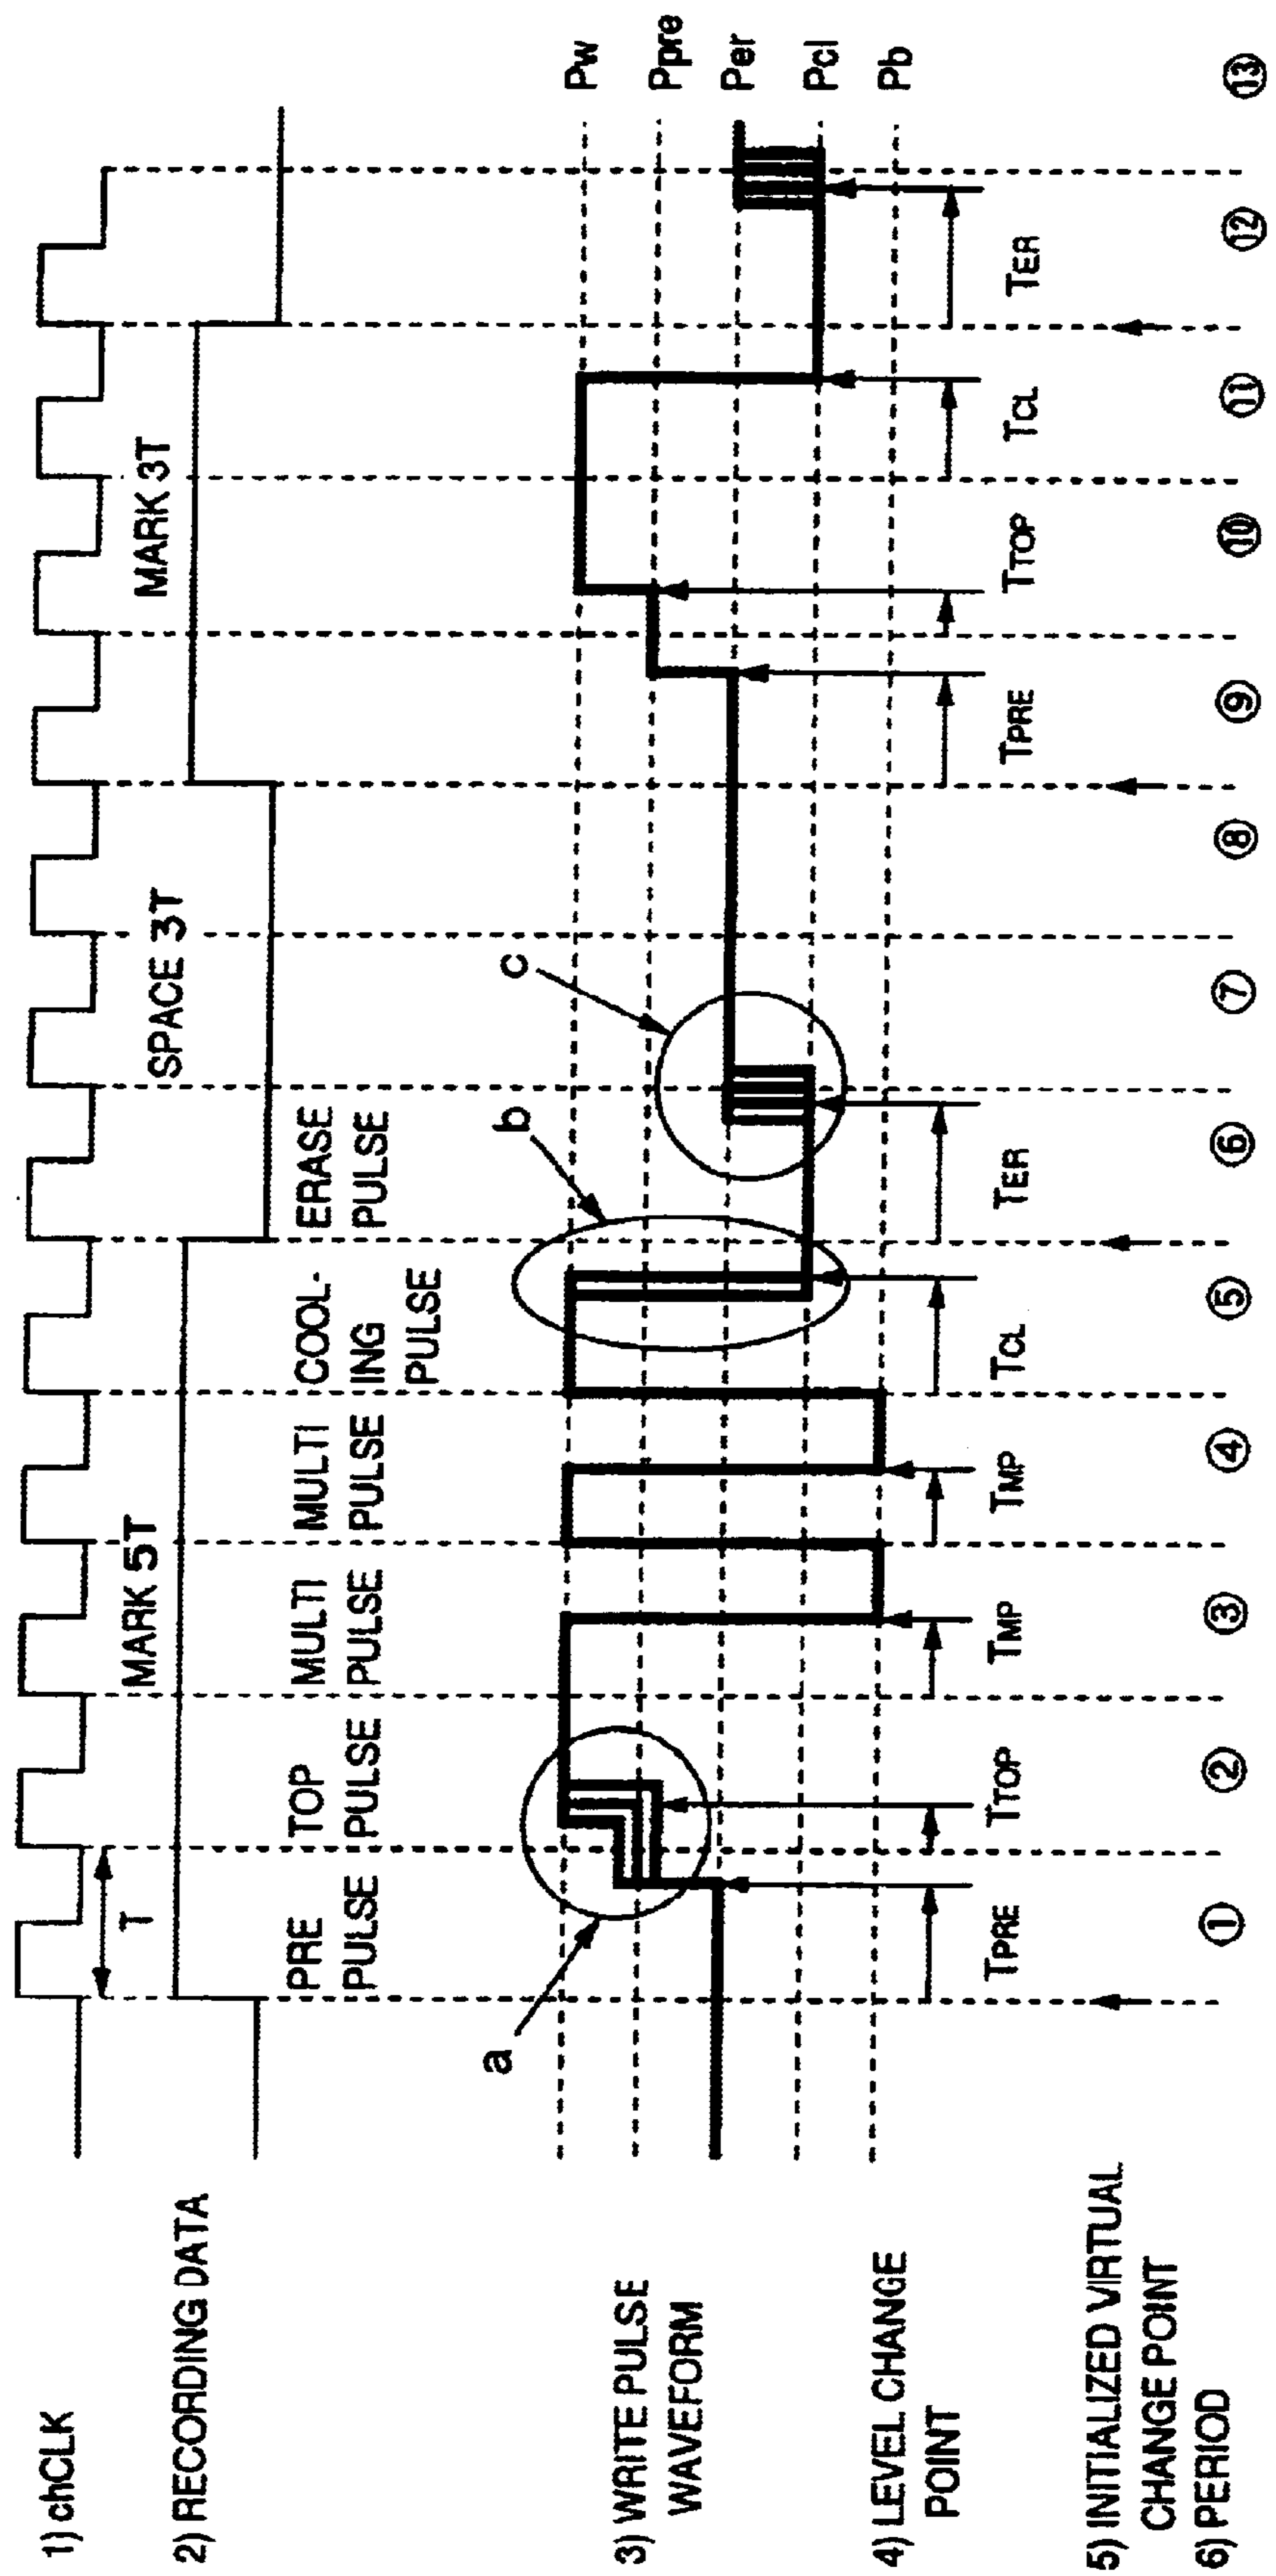 1) chCLK
T
2) RECORDING DATA
MARK 5T
SPACE 3T
MARK 3T
PRE
PULSE
TOP
PULSE
MULTI
PULSE
MULTI
PULSE
COOL-
ING
PULSE
ERASE
PULSE
3) WRITE PULSE
WAVEFORM
a
b
c
Pw
Ppre
Per
Pcl
Pb
4) LEVEL CHANGE
POINT
TPRE
TTOP
TMP
TMP
TCL
TER
TPRE
TTOP
TCL
TER
5) INITIALIZED VIRTUAL
CHANGE POINT
6) PERIOD
① ② ③ ④ ⑤ ⑥ ⑦ ⑧ ⑨ ⑩ ⑪ ⑫ ⑬